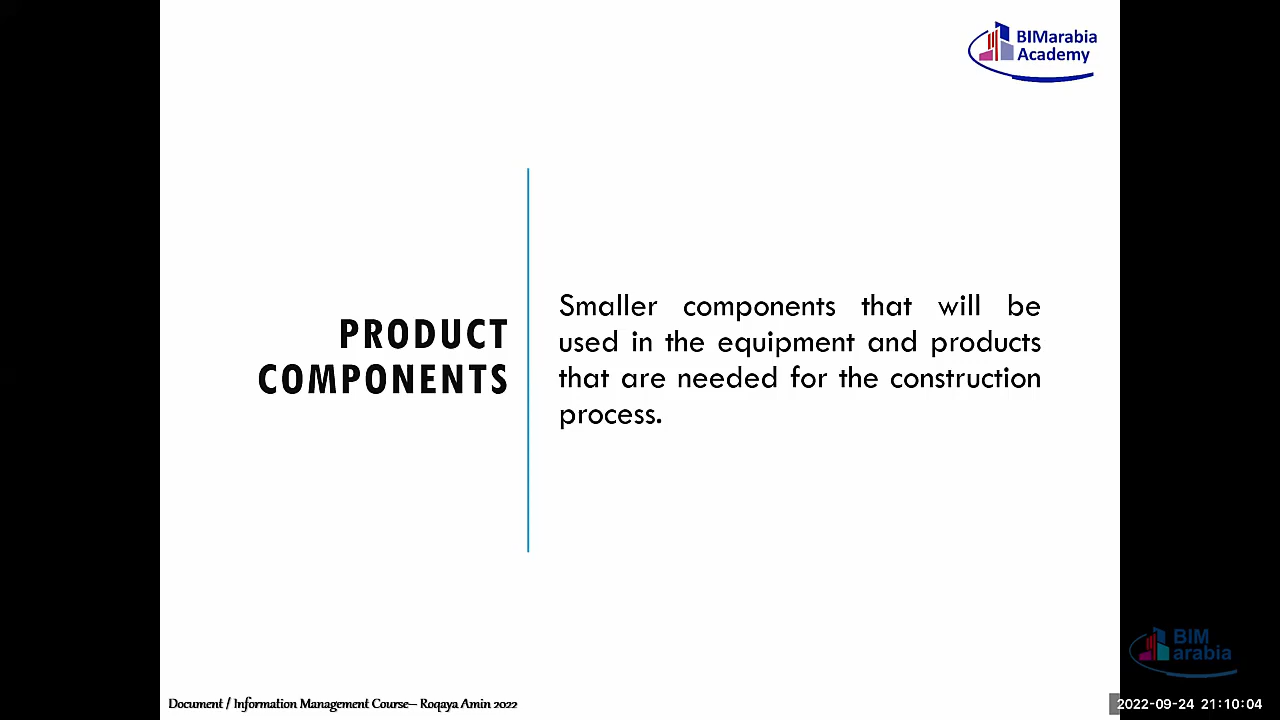 BIMarabia
Academy
PRODUCT
COMPONENTS
Smaller components that will be
used in the equipment and products
that are needed for the construction
process.
BIM
arabia
Document / Information Management Course– Roqaya Amin 2022
2022-09-24 21:10:04